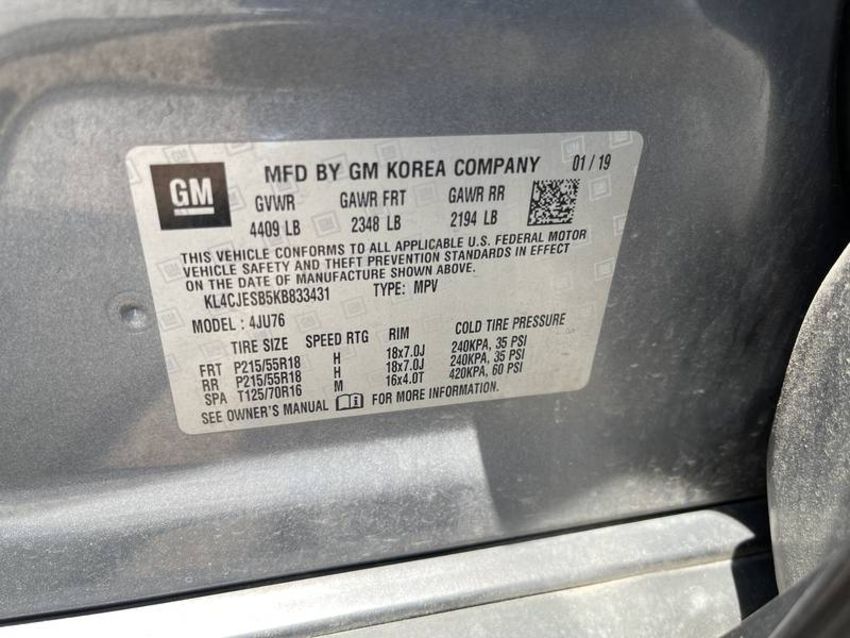 GM
MFD BY GM KOREA COMPANY 01 / 19
GVWR GAWR FRT GAWR RR
4409 LB 2348 LB 2194 LB
THIS VEHICLE CONFORMS TO ALL APPLICABLE U.S. FEDERAL MOTOR
VEHICLE SAFETY AND THEFT PREVENTION STANDARDS IN EFFECT
ON THE DATE OF MANUFACTURE SHOWN ABOVE.
KL4CJESB5KB833431 TYPE: MPV
MODEL : 4JU76
TIRE SIZE SPEED RTG RIM COLD TIRE PRESSURE
FRT P215/55R18 H 18x7.0J 240KPA, 35 PSI
RR P215/55R18 H 18x7.0J 240KPA, 35 PSI
SPA T125/70R16 M 16x4.0T 420KPA, 60 PSI
SEE OWNER'S MANUAL FOR MORE INFORMATION.